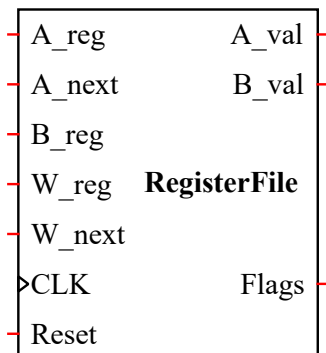 A_reg A_val
A_next B_val
B_reg
W_reg RegisterFile
W_next
CLK Flags
Reset